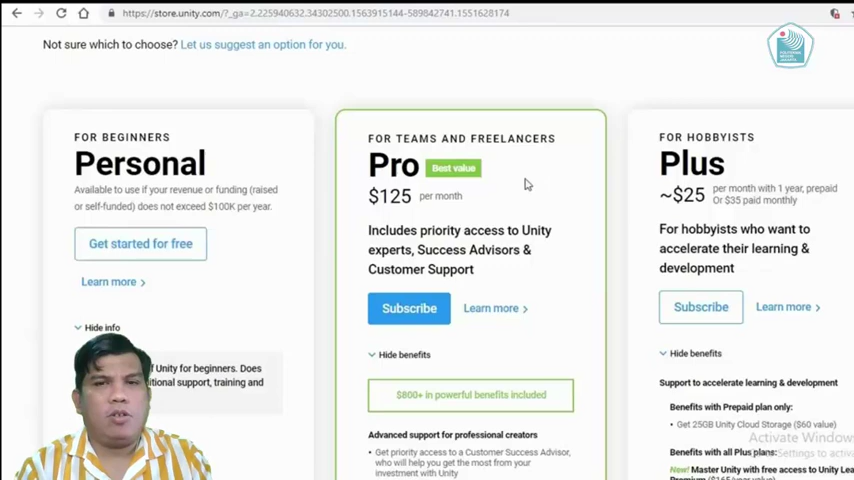 https://store.unity.com/?_ga=2.225940632.34302500.1563915144-589842741.1551628174
Not sure which to choose? Let us suggest an option for you.
FOR BEGINNERS
Personal
Available to use if your revenue or funding (raised
or self-funded) does not exceed $100K per year.
Get started for free
Learn more >
Hide info
f Unity for beginners. Does
itional support, training and
FOR TEAMS AND FREELANCERS
Pro Best value
$125 per month
Includes priority access to Unity
experts, Success Advisors &
Customer Support
Subscribe Learn more >
Hide benefits
$800+ in powerful benefits included
Advanced support for professional creators
• Get priority access to a Customer Success Advisor,
who will help you get the most from your
investment with Unity
FOR HOBBYISTS
Plus
~$25 per month with 1 year, prepaid
Or $35 paid monthly
For hobbyists who want to
accelerate their learning &
development
Subscribe Learn more >
Hide benefits
Support to accelerate learning & development
Benefits with Prepaid plan only:
• Get 25GB Unity Cloud Storage ($60 value)
Benefits with all Plus plans:
New! Master Unity with free access to Unity Lea
Premium ($165/year value)
Activate Windows
Settings to activa